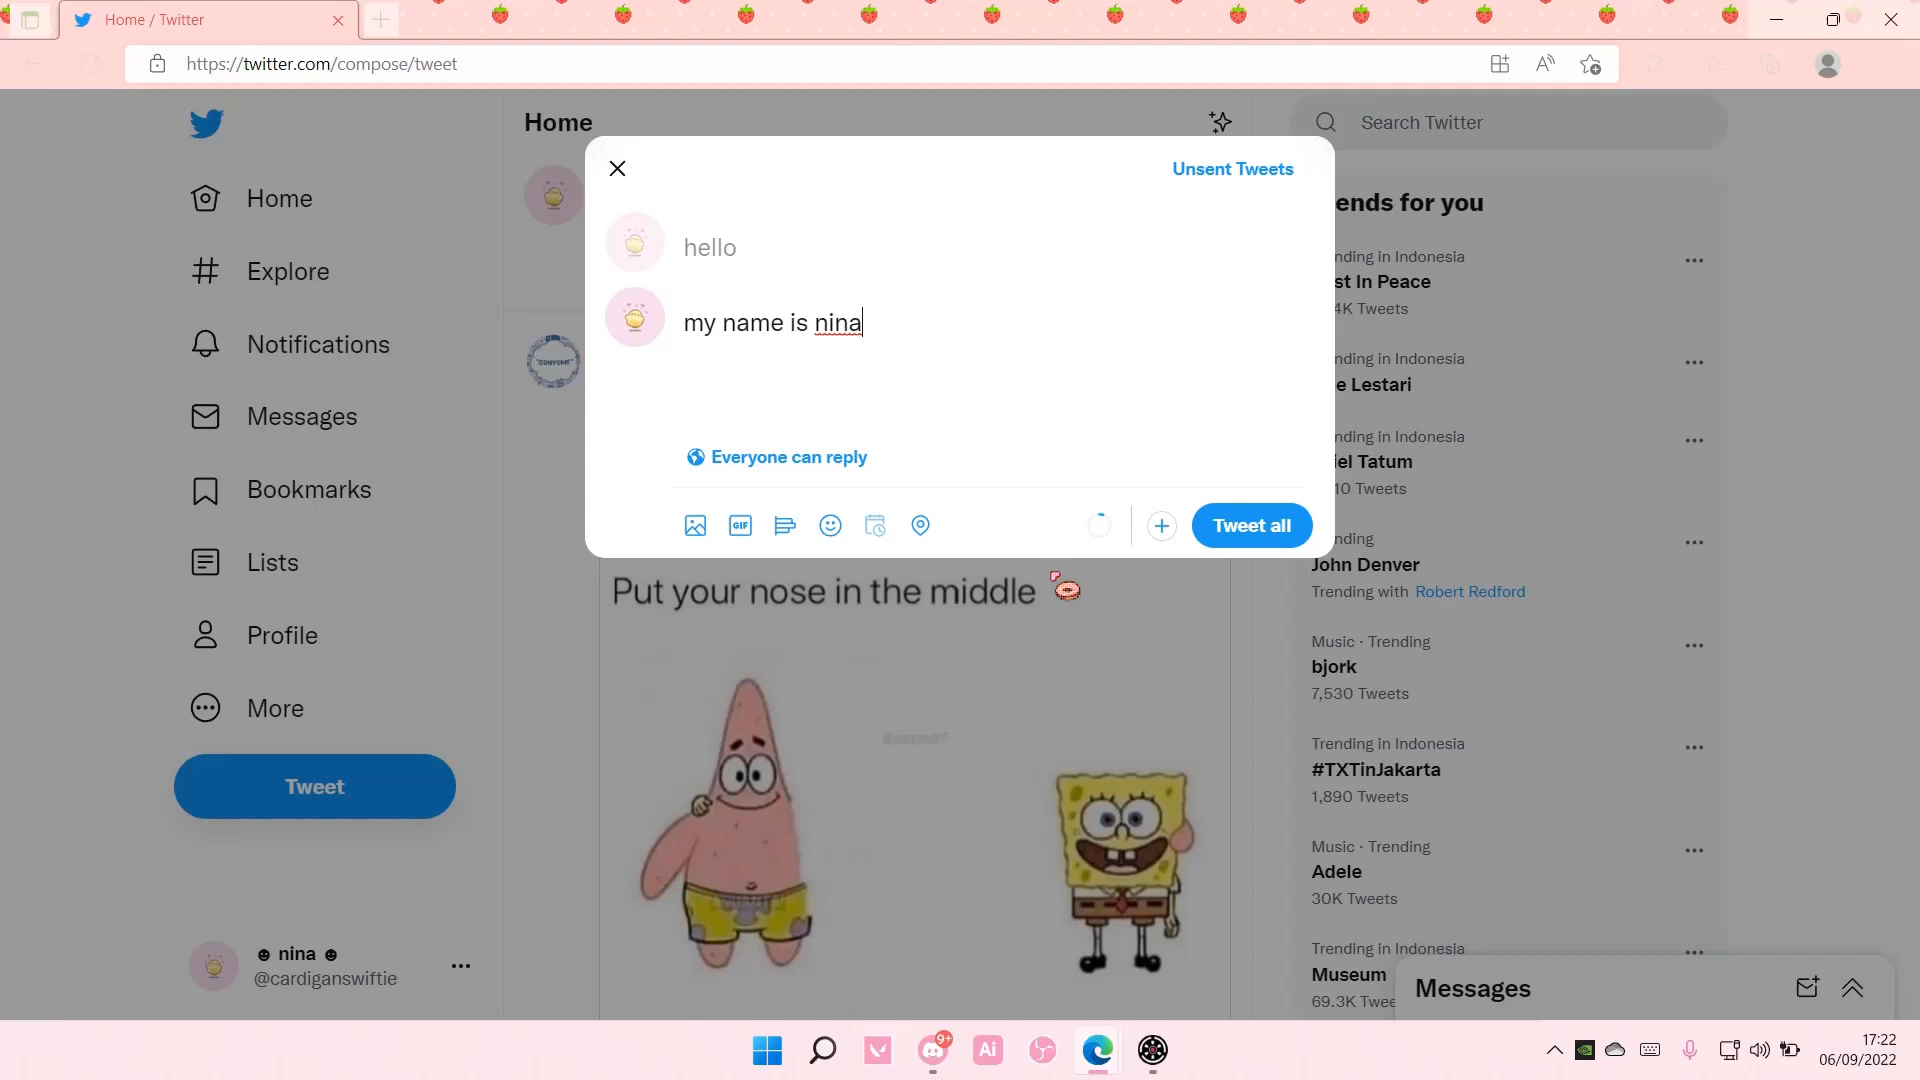 Home / Twitter
https://twitter.com/compose/tweet
Home
Search Twitter
Home
Explore
Notifications
Messages
Bookmarks
Lists
Profile
More
Tweet
☻ nina ☻
@cardiganswiftie
Unsent Tweets
hello
my name is nina
Everyone can reply
GIF
Tweet all
Put your nose in the middle
ends for you
nding in Indonesia
st In Peace
4K Tweets
nding in Indonesia
e Lestari
nding in Indonesia
iel Tatum
10 Tweets
nding
John Denver
Trending with Robert Redford
Music · Trending
bjork
7,530 Tweets
Trending in Indonesia
#TXTinJakarta
1,890 Tweets
Music · Trending
Adele
30K Tweets
Trending in Indonesia
Museum
69.3K Twee
Messages
9+
Ai
17:22
06/09/2022